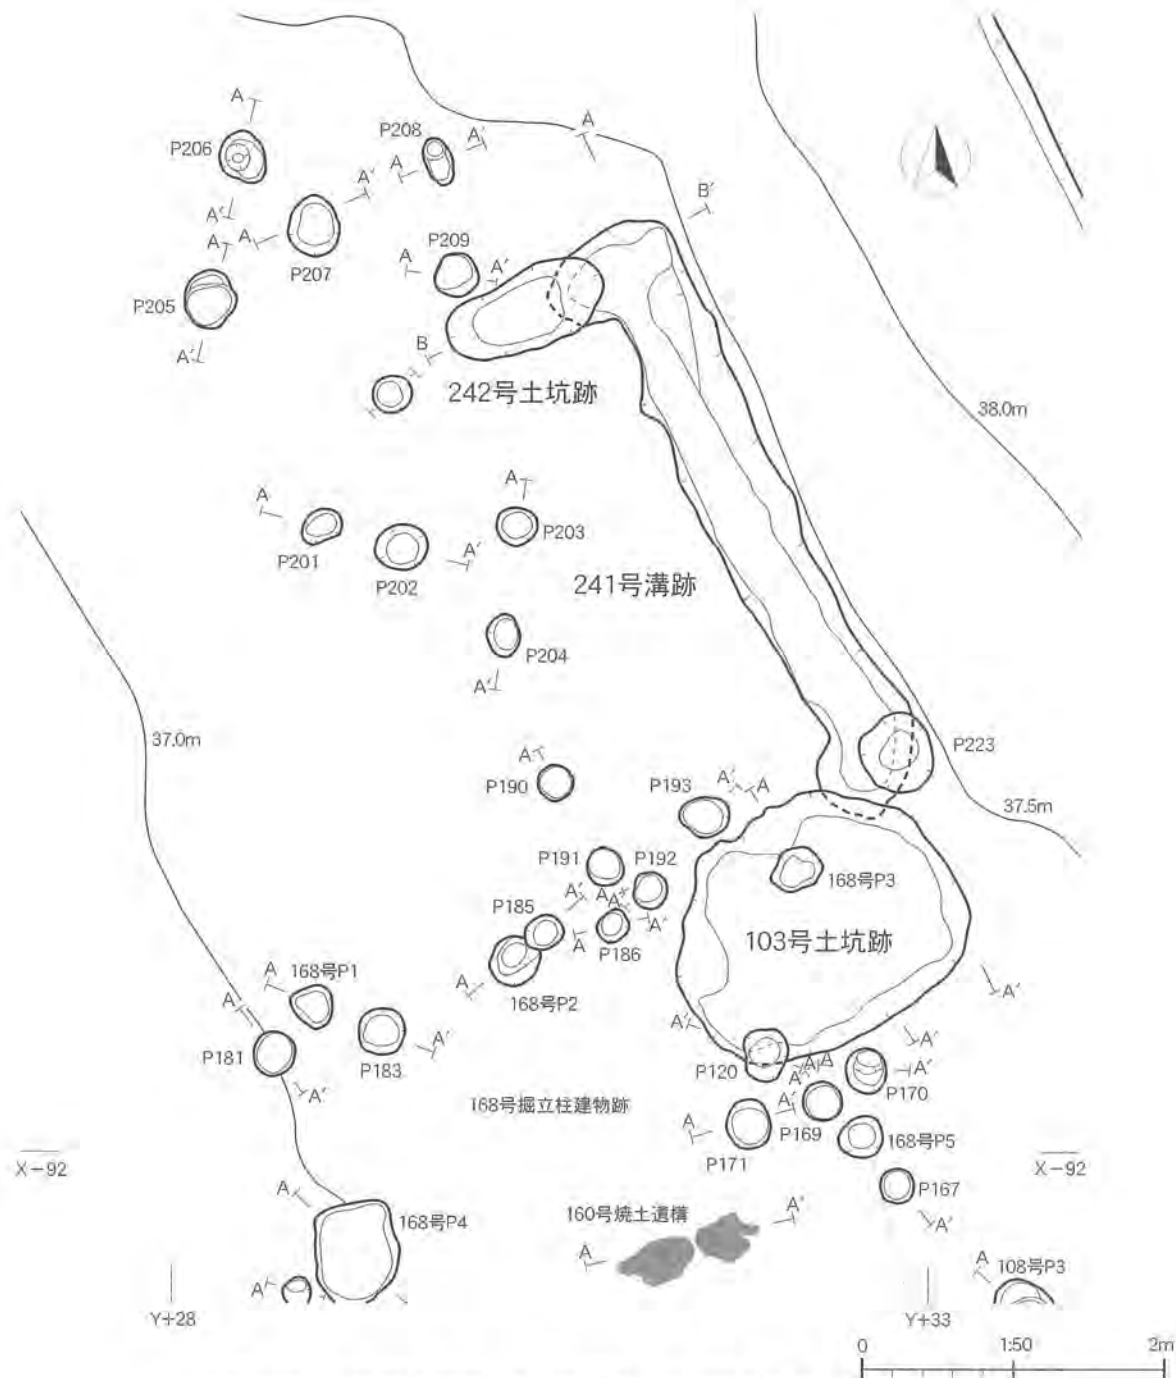 A
P206
A'
P208
A
A'
A
B'
A
A'
P207
A
P205
A'
P209
A
A'
B
242号土坑跡
38.0m
A
P201
P202
A'
A
P203
241号溝跡
P204
A'
37.0m
P223
A
P190
P193
A'
A
37.5m
P191
P192
A'
A
A'
168号P3
P185
A
P186
A'
103号土坑跡
A
168号P2
A
168号P1
A
A'
P181
P183
A'
A'
A'
A'
P120
A
A
A'
A'
P170
168号掘立柱建物跡
A
P171
A'
P169
168号P5
X−92
X−92
P167
A'
A
168号P4
160号焼土遺構
A'
A
A
108号P3
A'
Y+28
Y+33
0
1:50
2m